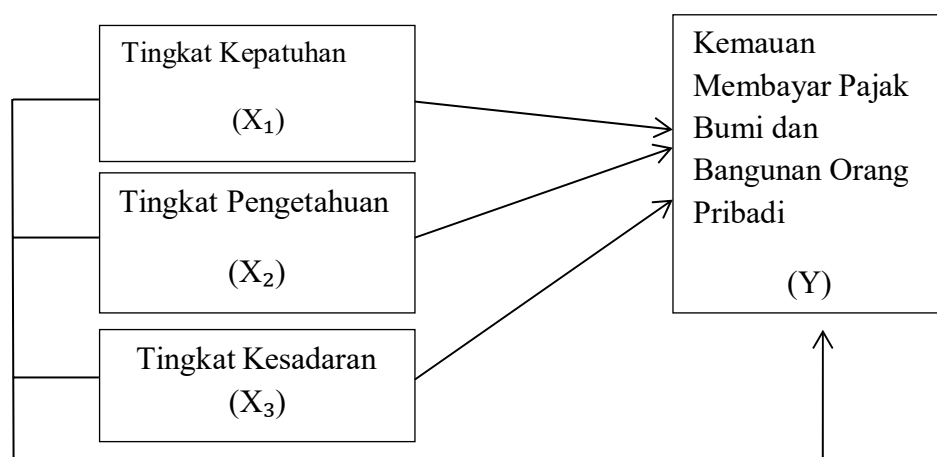 Tingkat Kepatuhan
(X₁)
Tingkat Pengetahuan
(X₂)
Tingkat Kesadaran
(X₃)
Kemauan
Membayar Pajak
Bumi dan
Bangunan Orang
Pribadi
(Y)